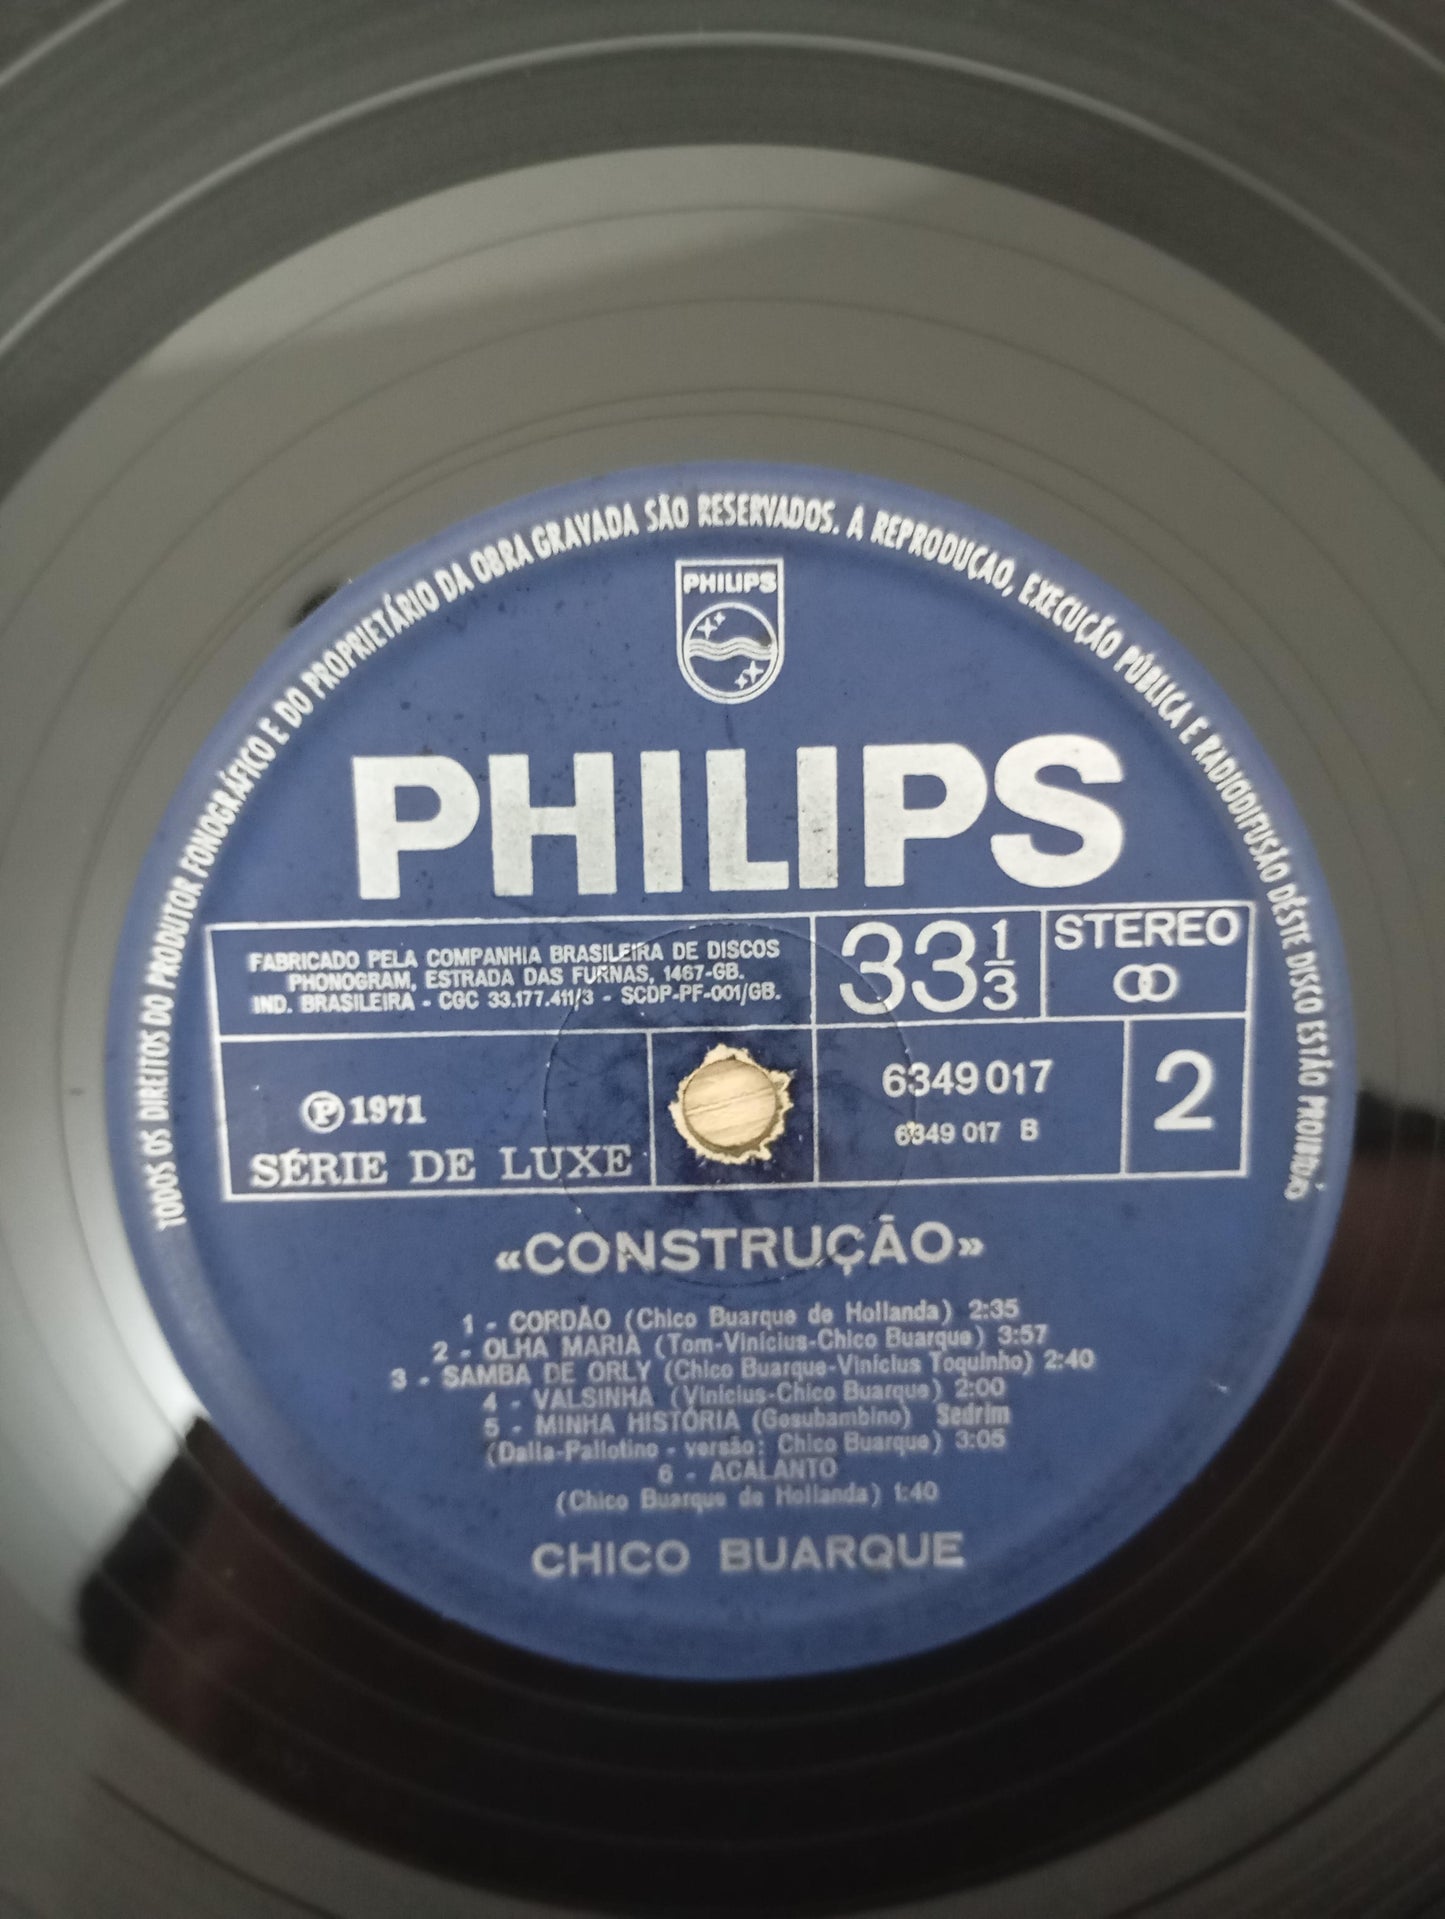 TODOS OS DIREITOS DO PRODUTOR FONOGRÁFICO E DO PROPRIETÁRIO DA OBRA GRAVADA SÃO RESERVADOS. A REPRODUÇAO, EXECUÇÃO PÚBLICA E RADIODIFUSÃO DÊSTE DISCO ESTÃO PROIBIDAS
PHILIPS
PHILIPS
FABRICADO PELA COMPANHIA BRASILEIRA DE DISCOS
PHONOGRAM, ESTRADA DAS FURNAS, 1467-GB.
IND. BRASILEIRA - CGC 33.177.411/3 - SCDP-PF-001/GB.
33 1/3
STEREO
℗ 1971
SÉRIE DE LUXE
6349 017
6349 017 B
2
«CONSTRUÇÃO»
1 - CORDÃO (Chico Buarque de Hollanda) 2:35
2 - OLHA MARIA (Tom-Vinícius-Chico Buarque) 3:57
3 - SAMBA DE ORLY (Chico Buarque-Vinícius Toquinho) 2:40
4 - VALSINHA (Vinícius-Chico Buarque) 2:00
5 - MINHA HISTÓRIA (Gesubambino) Sedrim
(Dalla-Pallotino - versão: Chico Buarque) 3:05
6 - ACALANTO
(Chico Buarque de Hollanda) 1:40
CHICO BUARQUE